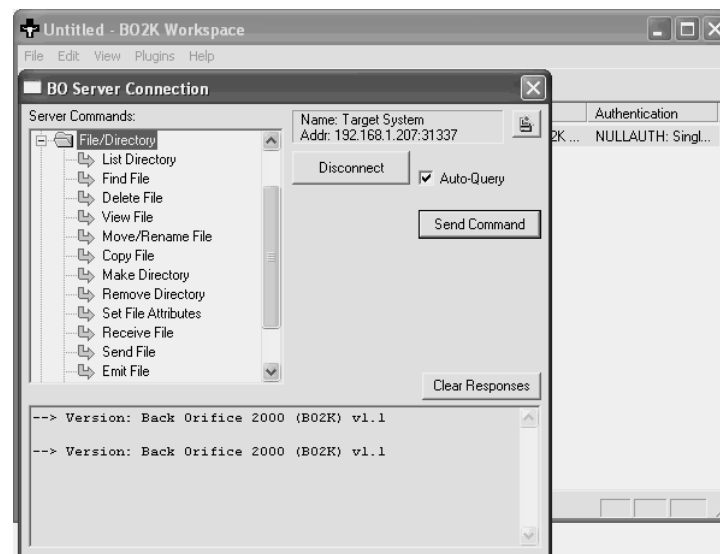 Untitled - BO2K Workspace
File Edit View Plugins Help
BO Server Connection
Server Commands:
File/Directory
List Directory
Find File
Delete File
View File
Move/Rename File
Copy File
Make Directory
Remove Directory
Set File Attributes
Receive File
Send File
Emit File
Name: Target System
Addr: 192.168.1.207:31337
Disconnect
Auto-Query
Send Command
Clear Responses
Authentication
2K ... NULLAUTH: Singl...
--> Version: Back Orifice 2000 (BO2K) v1.1
--> Version: Back Orifice 2000 (BO2K) v1.1